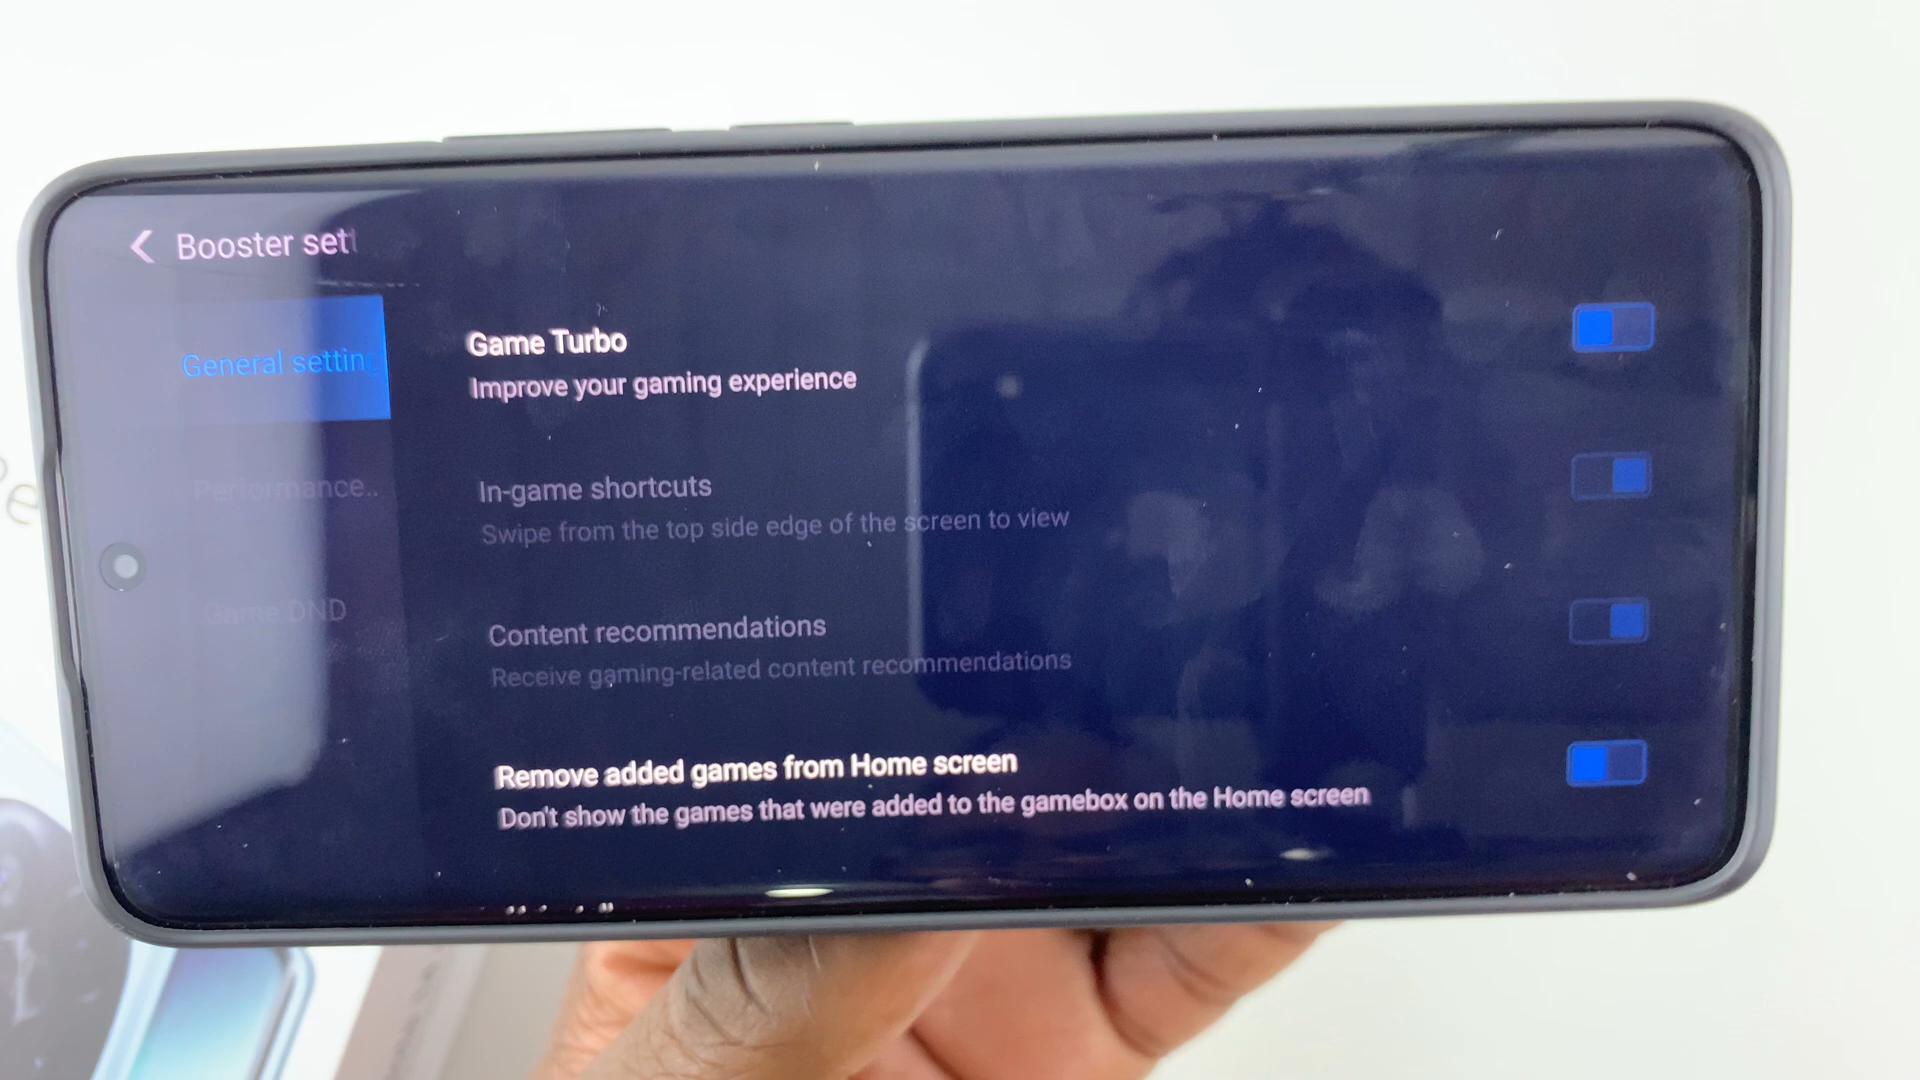 Booster sett
General setting
Performance..
Game DND
Game Turbo
Improve your gaming experience
In-game shortcuts
Swipe from the top side edge of the screen to view
Content recommendations
Receive gaming-related content recommendations
Remove added games from Home screen
Don't show the games that were added to the gamebox on the Home screen